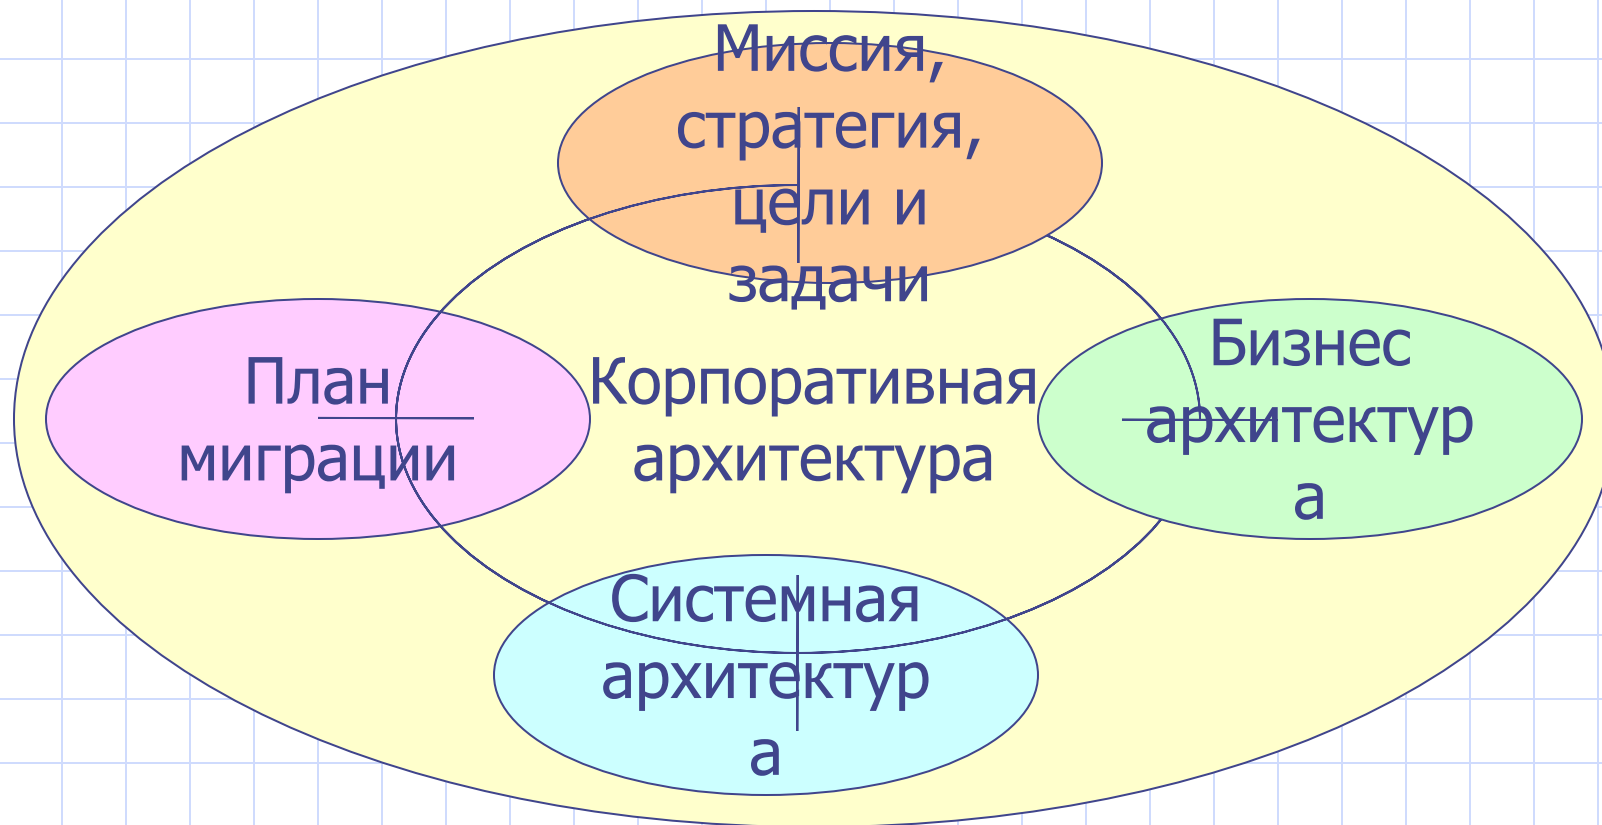 Миссия,
стратегия,
цели и
задачи
План
миграции
Корпоративная
архитектура
Бизнес
архитектур
а
Системная
архитектур
а